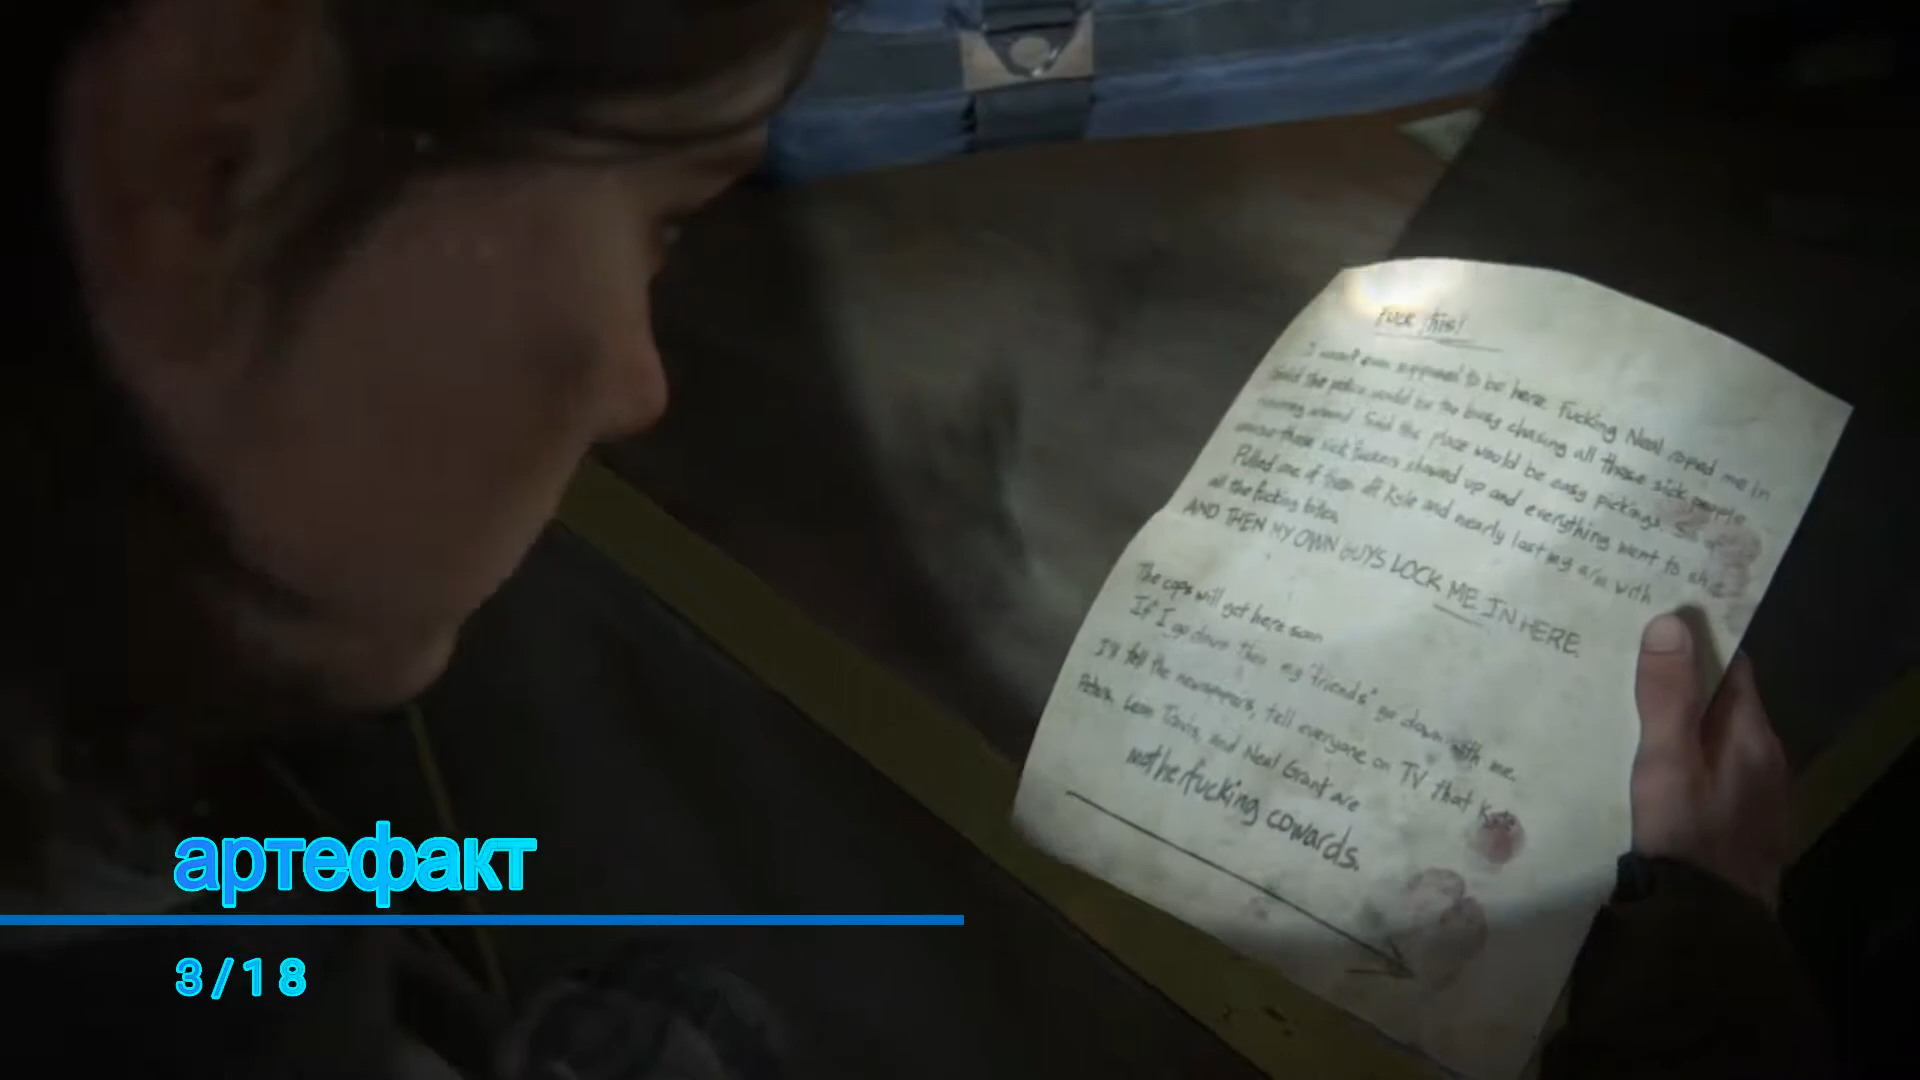 Fuck this!
I wasn't even supposed to be here. Fucking Neal roped me in
Said the police would be too busy chasing all those sick people
running around. Said the place would be easy pickings.
these sick fuckers showed up and everything went to shit
Pulled one of them off Kyle and nearly lost my arm with
all the fucking bites.
AND THEN MY OWN GUYS LOCK ME IN HERE.
The cops will get here soon
If I go down then my "friends" go down with me.
I'll tell the newspapers, tell everyone on TV that Kyle
Peters, Leon Travis, and Neal Grant are
motherfucking cowards.
артефакт
3/18